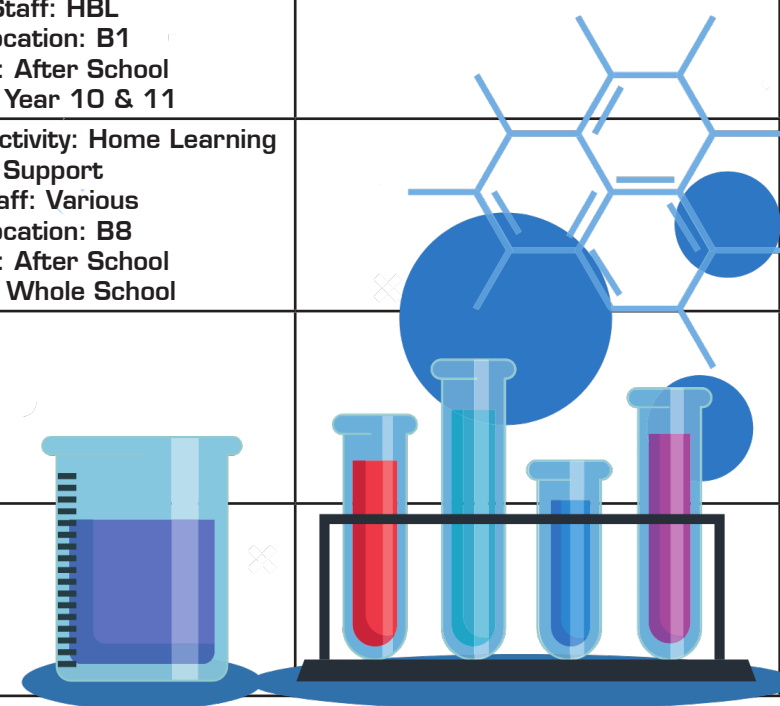 Staff: HBL
ocation: B1
: After School
Year 10 & 11
ctivity: Home Learning
Support
aff: Various
ocation: B8
: After School
Whole School